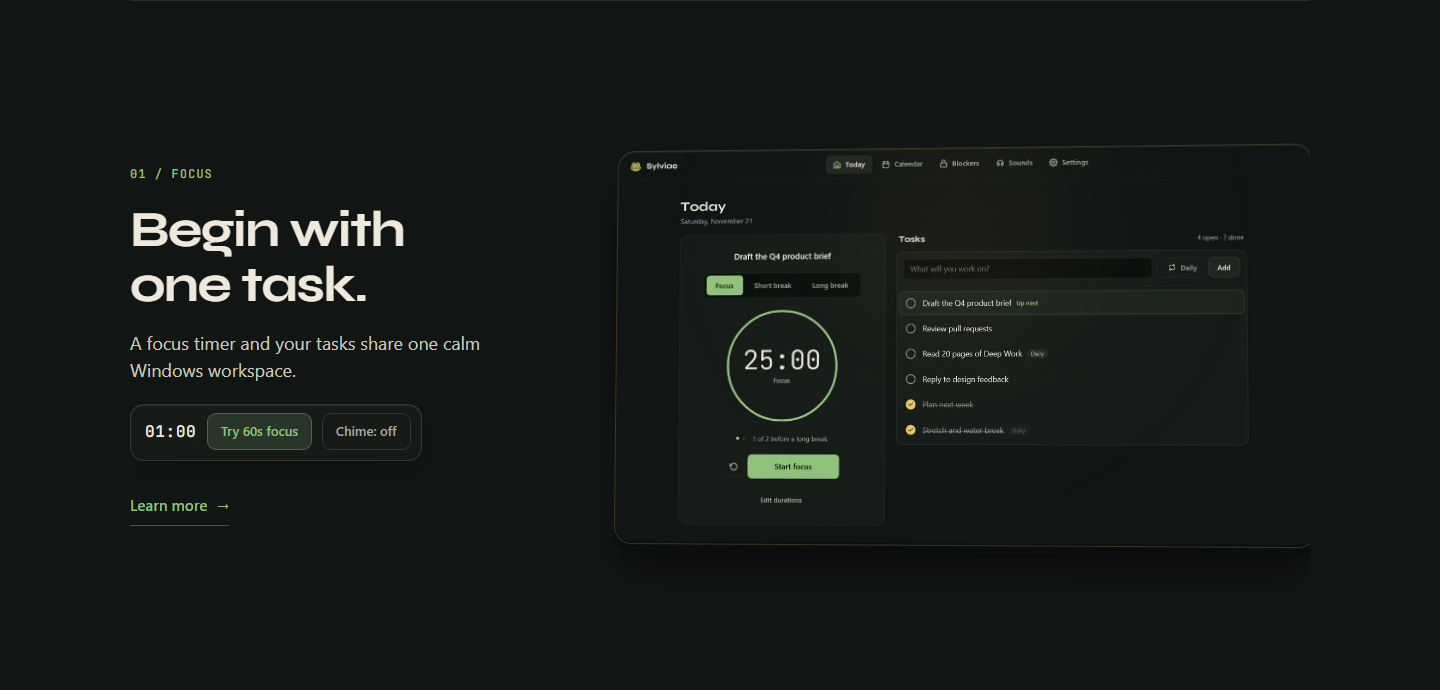 01 / FOCUS
Begin with
one task.
A focus timer and your tasks share one calm
Windows workspace.
01:00 Try 60s focus Chime: off
Learn more →
Sylviae Today Calendar Blockers Sounds Settings
Today
Saturday, November 21
Draft the Q4 product brief
Focus Short break Long break
25:00
Focus
1 of 2 before a long break
Start focus
Edit durations
Tasks 4 open · 2 done
What will you work on? Daily Add
Draft the Q4 product brief Up next
Review pull requests
Read 20 pages of Deep Work Daily
Reply to design feedback
Plan next week
Stretch and water break Daily